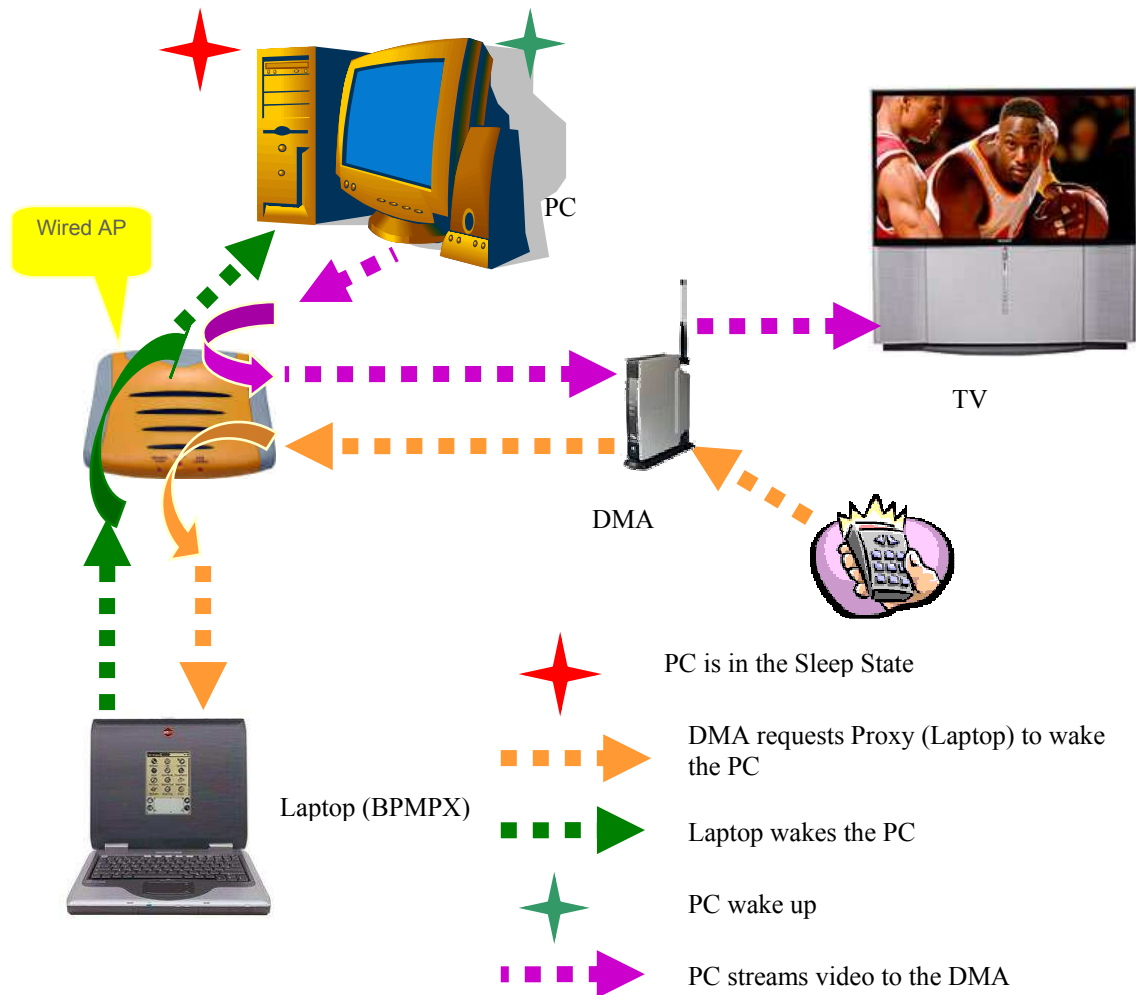 PC
Wired AP
TV
DMA
PC is in the Sleep State
DMA requests Proxy (Laptop) to wake
the PC
Laptop (BPMPX)
Laptop wakes the PC
PC wake up
PC streams video to the DMA